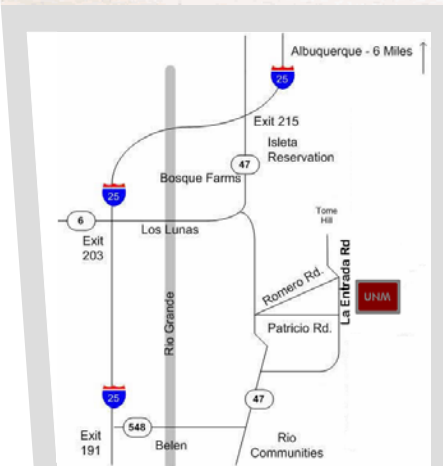 Albuquerque - 6 Miles
25
Exit 215
Isleta
Reservation
47
Bosque Farms
25
6
Los Lunas
Exit
203
Tome
Hill
La Entrada Rd
Romero Rd.
UNM
Patricio Rd.
Rio Grande
25
47
548
Exit
191
Belen
Rio
Communities